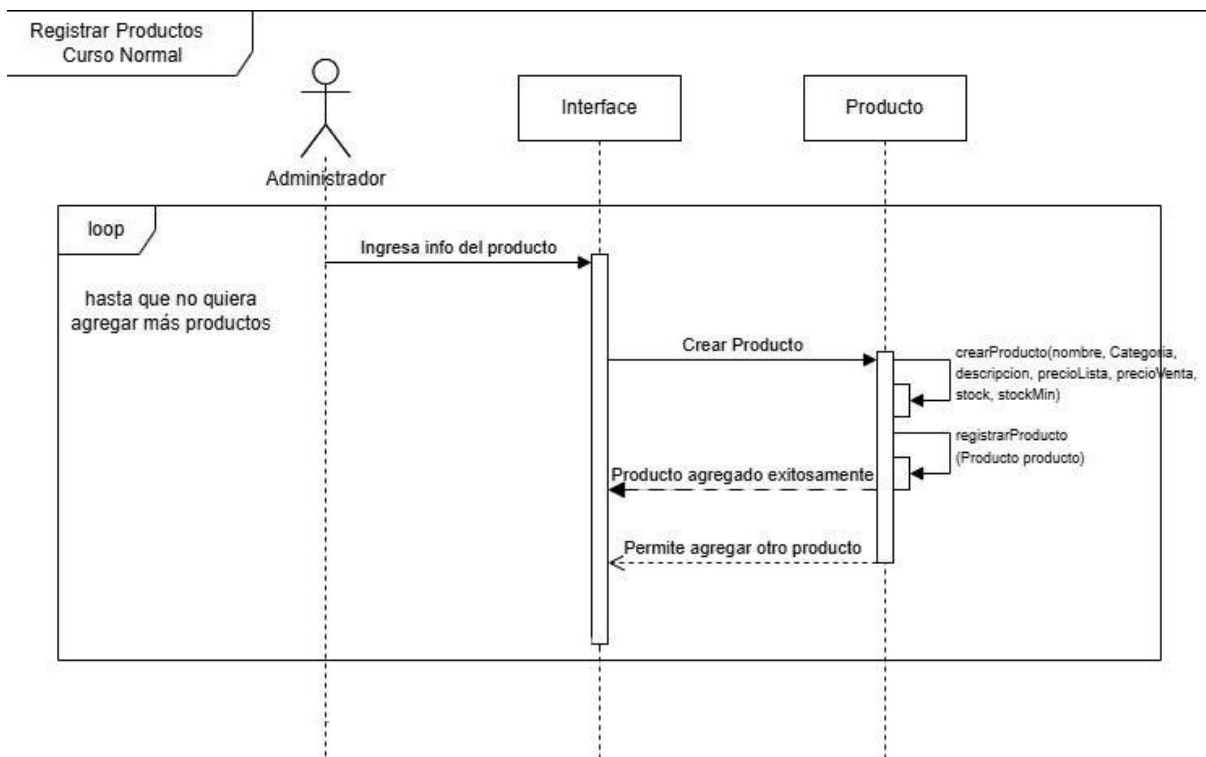 Registrar Productos
Curso Normal
Interface
Producto
Administrador
loop
Ingresa info del producto
hasta que no quiera
agregar más productos
Crear Producto
crearProducto(nombre, Categoria,
descripcion, precioLista, precioVenta,
stock, stockMin)
registrarProducto
(Producto producto)
Producto agregado exitosamente
Permite agregar otro producto